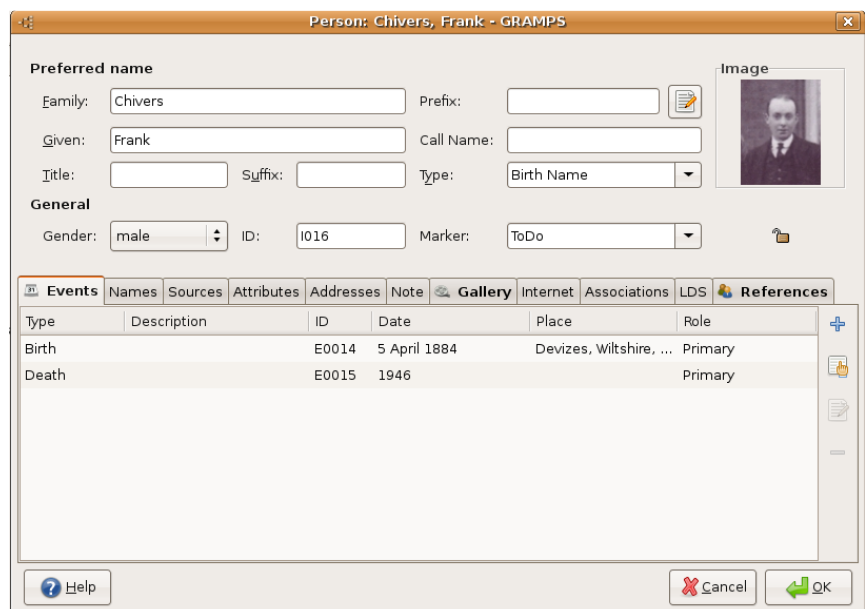 Person: Chivers, Frank - GRAMPS
Preferred name
Image
Family: Chivers Prefix:
Given: Frank Call Name:
Title: Suffix: Type: Birth Name
General
Gender: male ID: I016 Marker: ToDo
Events Names Sources Attributes Addresses Note Gallery Internet Associations LDS References
Type Description ID Date Place Role
Birth E0014 5 April 1884 Devizes, Wiltshire, ... Primary
Death E0015 1946 Primary
Help Cancel OK